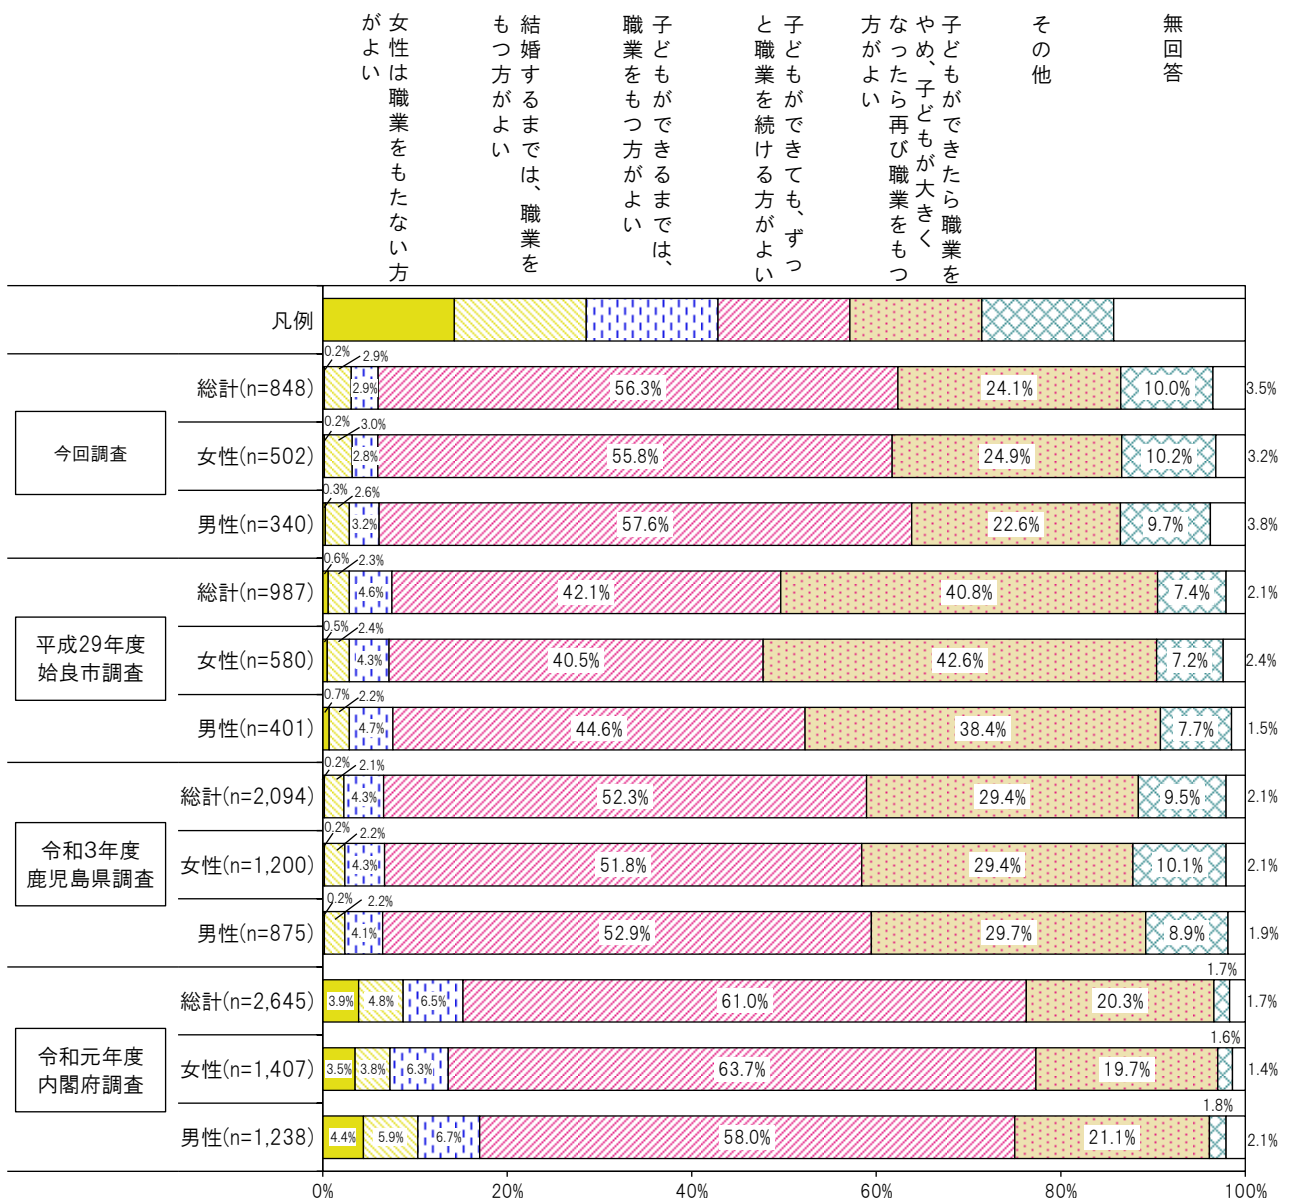 女性は職業をもたない方
がよい
結婚するまでは、職業を
もつ方がよい
子どもができるまでは、
職業をもつ方がよい
子どもができても、ずっ
と職業を続ける方がよい
子どもができたら職業を
やめ、子どもが大きく
なったら再び職業をもつ
方がよい
その他
無回答
凡例
今回調査
総計(n=848)
0.2%
2.9%
2.9%
56.3%
24.1%
10.0%
3.5%
女性(n=502)
0.2%
3.0%
2.8%
55.8%
24.9%
10.2%
3.2%
男性(n=340)
0.3%
2.6%
3.2%
57.6%
22.6%
9.7%
3.8%
平成29年度
姶良市調査
総計(n=987)
0.6%
2.3%
4.6%
42.1%
40.8%
7.4%
2.1%
女性(n=580)
0.5%
2.4%
4.3%
40.5%
42.6%
7.2%
2.4%
男性(n=401)
0.7%
2.2%
4.7%
44.6%
38.4%
7.7%
1.5%
令和3年度
鹿児島県調査
総計(n=2,094)
0.2%
2.1%
4.3%
52.3%
29.4%
9.5%
2.1%
女性(n=1,200)
0.2%
2.2%
4.3%
51.8%
29.4%
10.1%
2.1%
男性(n=875)
0.2%
2.2%
4.1%
52.9%
29.7%
8.9%
1.9%
令和元年度
内閣府調査
総計(n=2,645)
3.9%
4.8%
6.5%
61.0%
20.3%
1.7%
1.7%
女性(n=1,407)
3.5%
3.8%
6.3%
63.7%
19.7%
1.6%
1.4%
男性(n=1,238)
4.4%
5.9%
6.7%
58.0%
21.1%
1.8%
2.1%
0%
20%
40%
60%
80%
100%